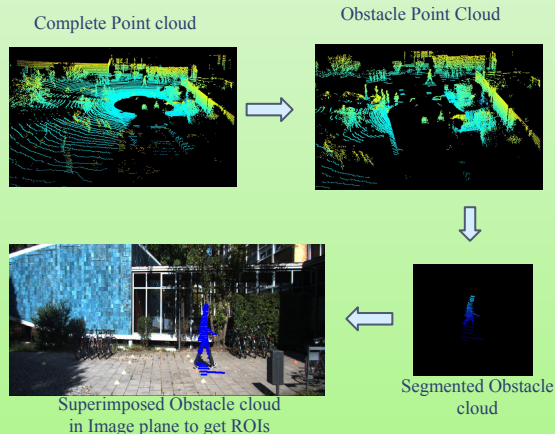 Complete Point cloud
Obstacle Point Cloud
Segmented Obstacle
cloud
Superimposed Obstacle cloud
in Image plane to get ROIs